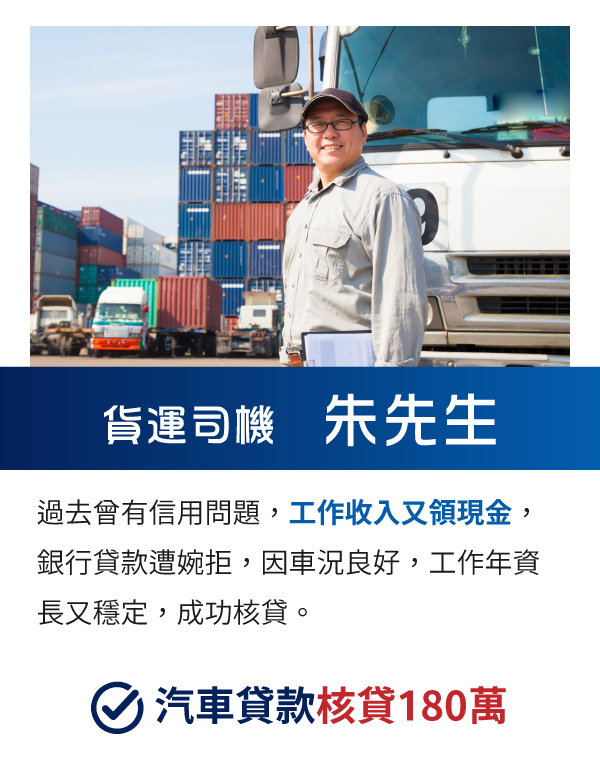 貨運司機 朱先生
過去曾有信用問題，工作收入又領現金，
銀行貸款遭婉拒，因車況良好，工作年資
長又穩定，成功核貸。
汽車貸款核貸180萬